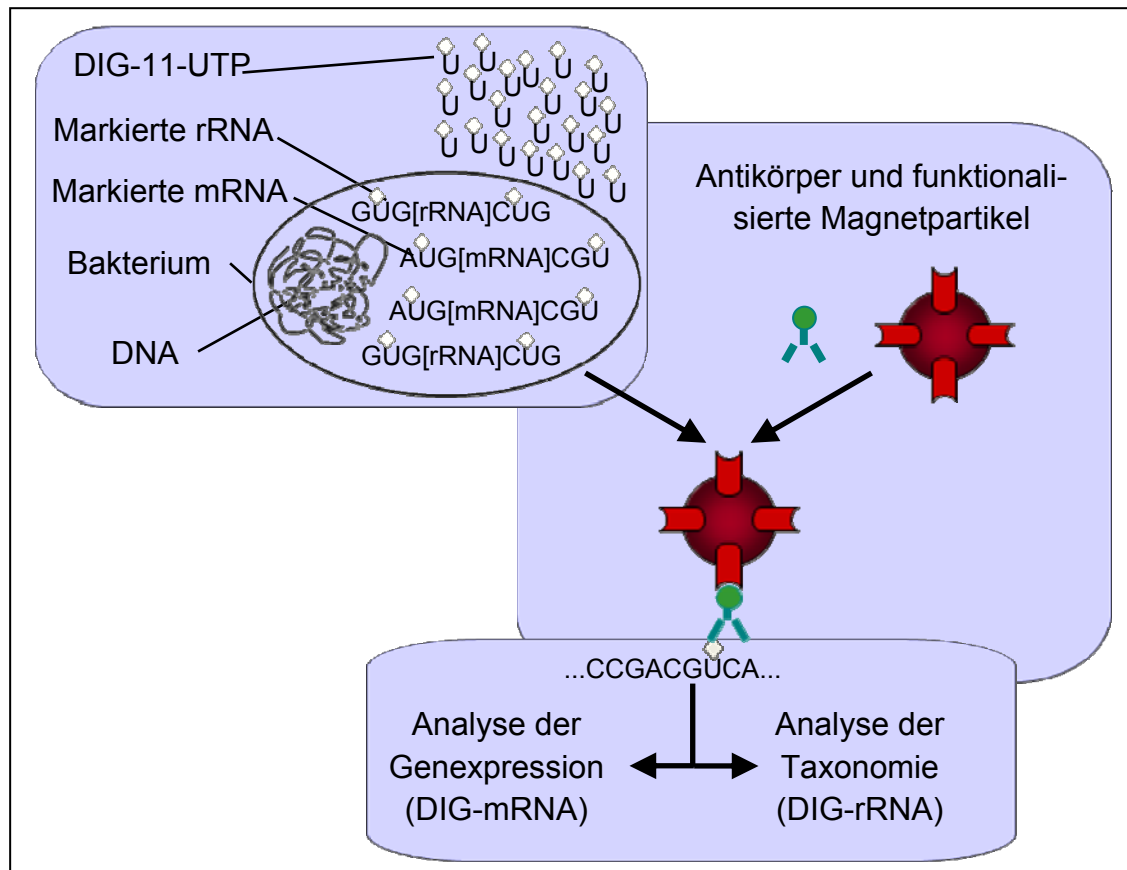 DIG-11-UTP
U U U U U U U U U U U U U U U U U U U U U U
Markierte rRNA
Markierte mRNA
Bakterium
DNA
GUG[rRNA]CUG
AUG[mRNA]CGU
AUG[mRNA]CGU
GUG[rRNA]CUG
Antikörper und funktionali-
sierte Magnetpartikel
...CCGACGUCA...
Analyse der
Genexpression
(DIG-mRNA)
Analyse der
Taxonomie
(DIG-rRNA)